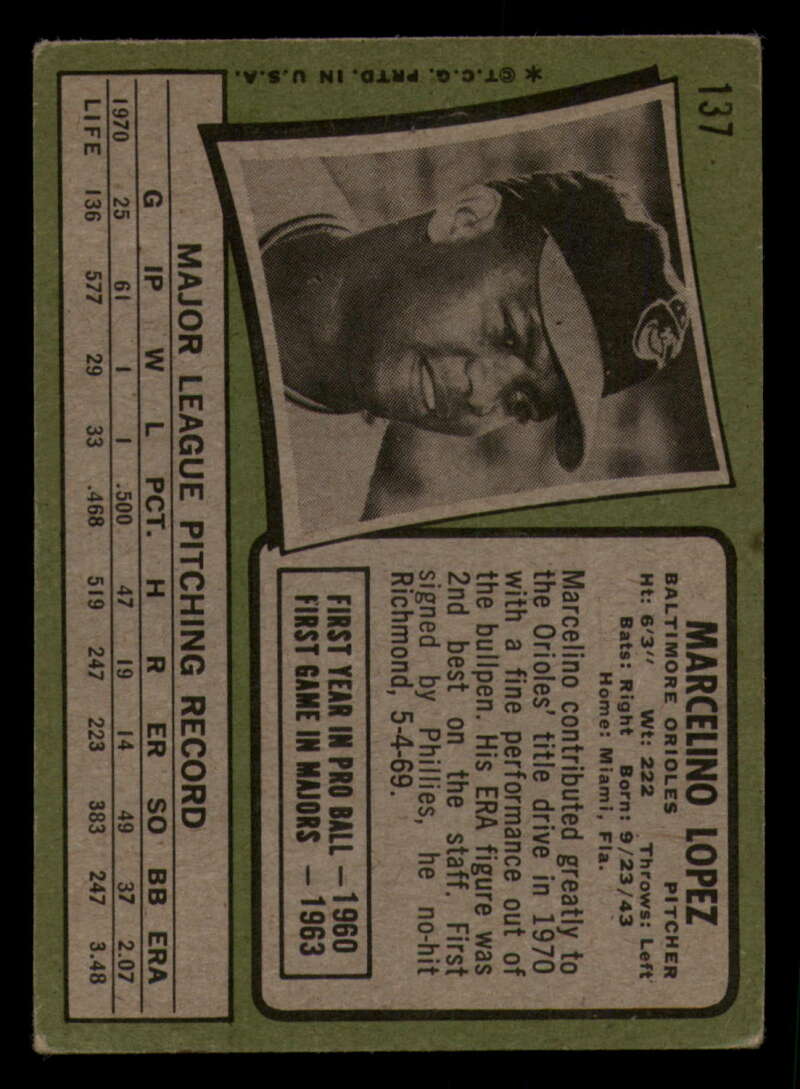 137
MARCELINO LOPEZ
BALTIMORE ORIOLES PITCHER
Ht: 6'3" Wt: 222 Throws: Left
Bats: Right Born: 9/23/43
Home: Miami, Fla.
Marcelino contributed greatly to
the Orioles' title drive in 1970
with a fine performance out of
the bullpen. His ERA figure was
2nd best on the staff. First
signed by Phillies, he no-hit
Richmond, 5-4-69.
FIRST YEAR IN PRO BALL — 1960
FIRST GAME IN MAJORS — 1963
MAJOR LEAGUE PITCHING RECORD
G IP W L PCT. H R ER SO BB ERA
1970 25 61 1 1 .500 47 19 14 49 37 2.07
LIFE 136 577 29 33 .468 519 247 223 383 247 3.48
* © T.C.G. PRTD. IN U.S.A.